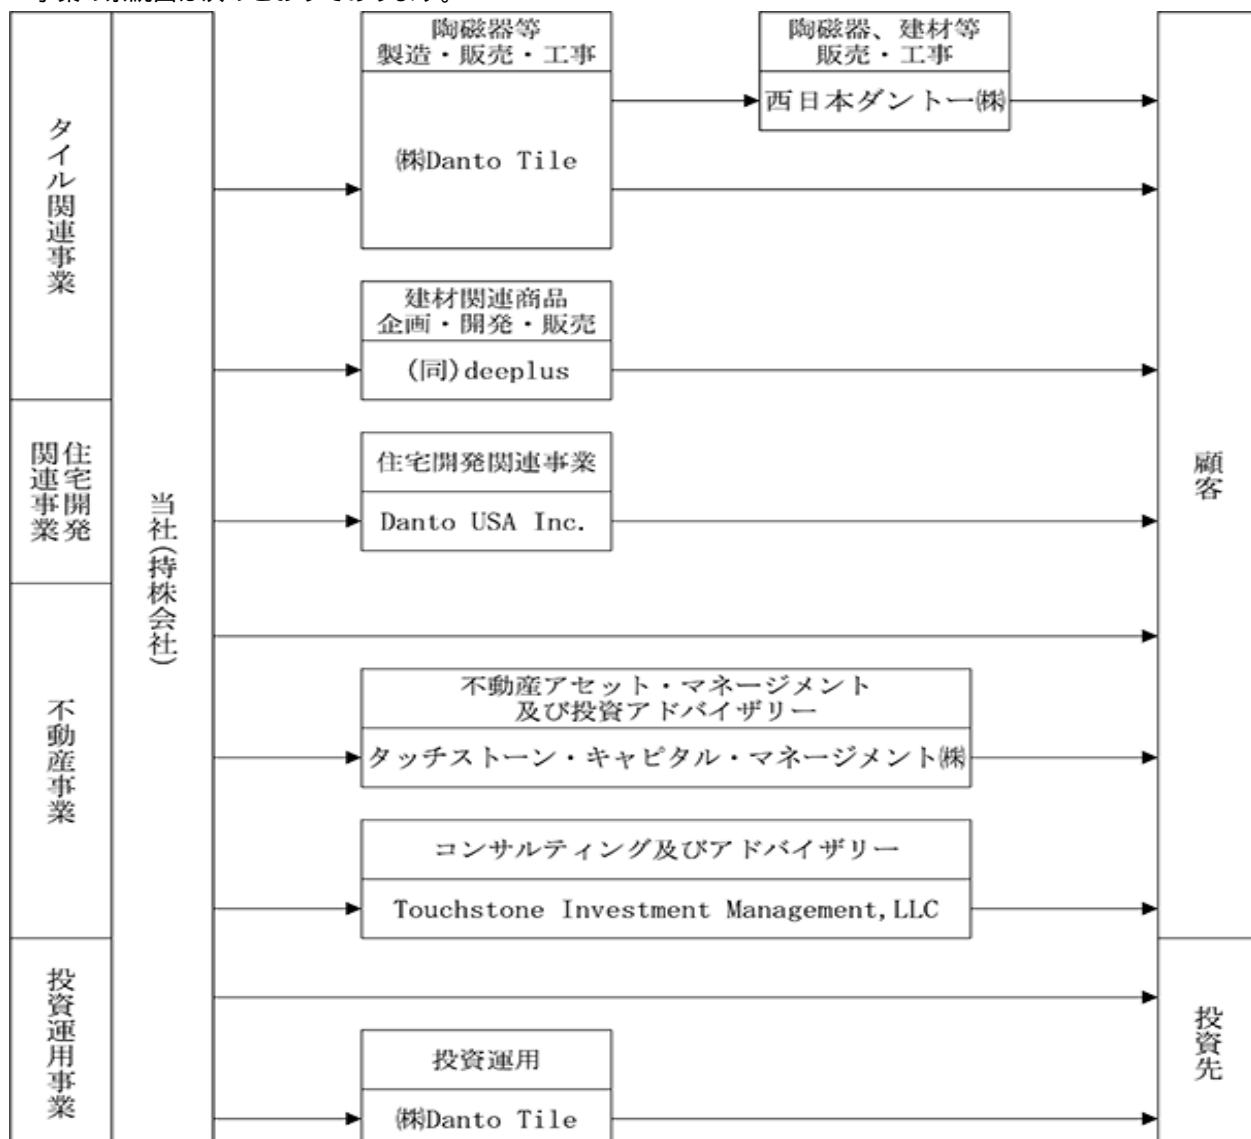 陶磁器等
製造・販売・工事
陶磁器、建材等
販売・工事
タイル関連事業
㈱Danto Tile
西日本ダントー㈱
建材関連商品
企画・開発・販売
(同)deeplus
住宅開発
関連事業
当社(持株会社)
住宅開発関連事業
Danto USA Inc.
顧客
不動産事業
不動産アセット・マネージメント
及び投資アドバイザリー
タッチストーン・キャピタル・マネージメント㈱
コンサルティング及びアドバイザリー
Touchstone Investment Management,LLC
投資運用事業
投資運用
㈱Danto Tile
投資先